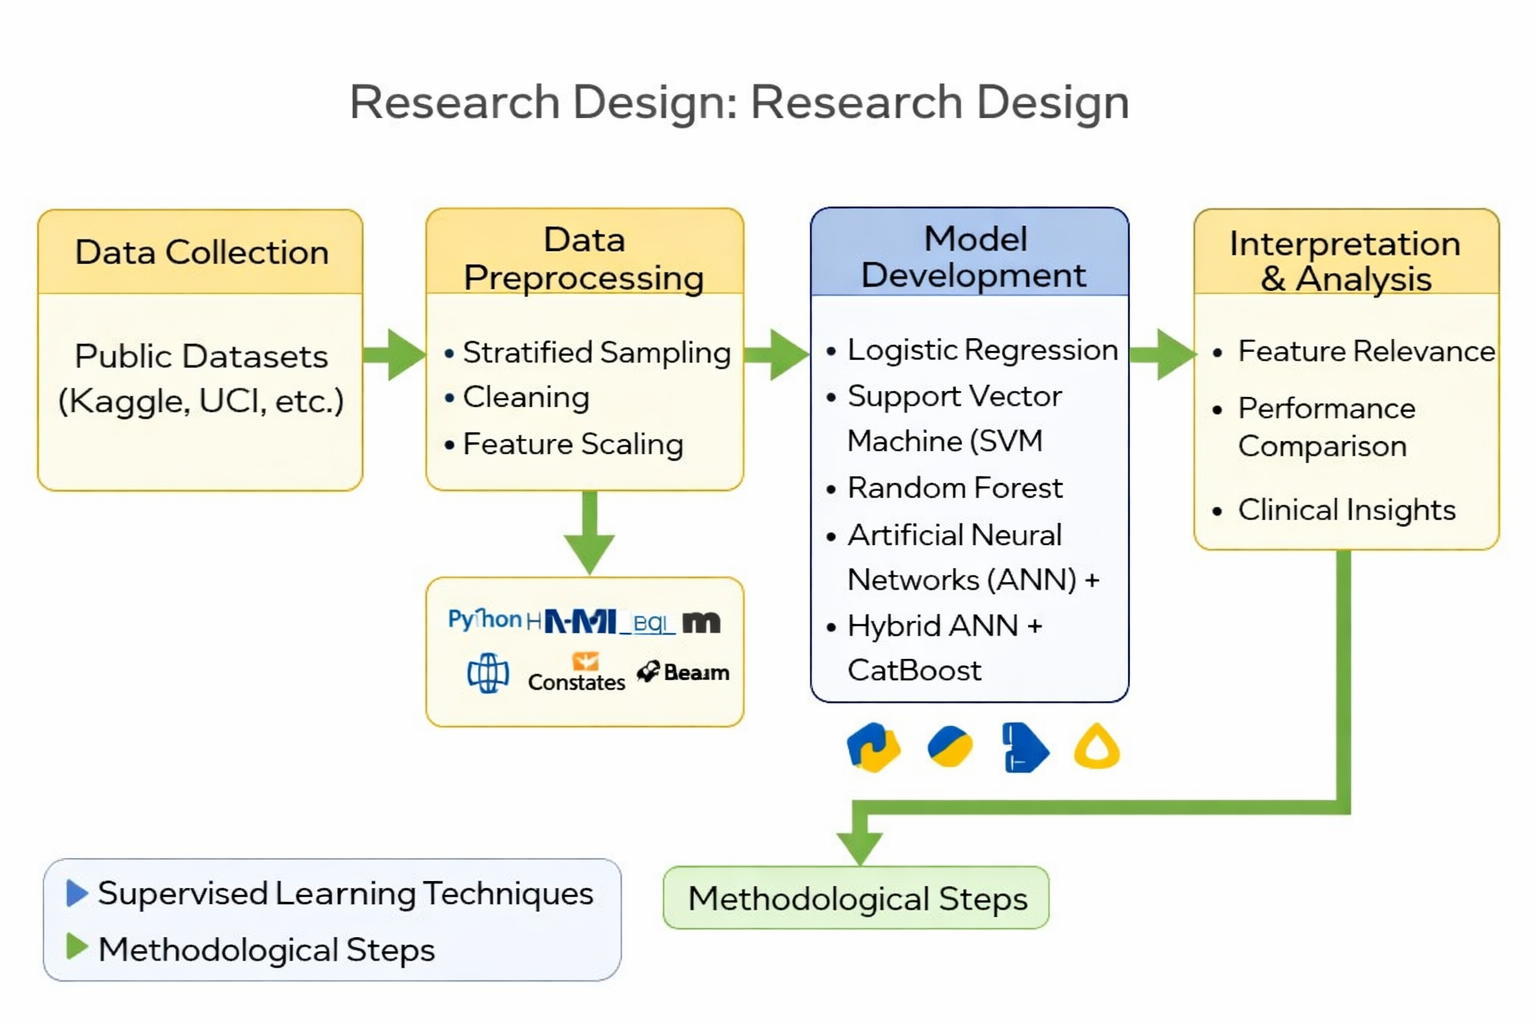 Research Design: Research Design
Data Collection
Public Datasets
(Kaggle, UCI, etc.)
Data
Preprocessing
• Stratified Sampling
• Cleaning
• Feature Scaling
Python
Constates
Model
Development
• Logistic Regression
• Support Vector
Machine (SVM
• Random Forest
• Artificial Neural
Networks (ANN) +
• Hybrid ANN +
CatBoost
Interpretation
& Analysis
• Feature Relevance
• Performance
Comparison
• Clinical Insights
Supervised Learning Techniques
Methodological Steps
Methodological Steps